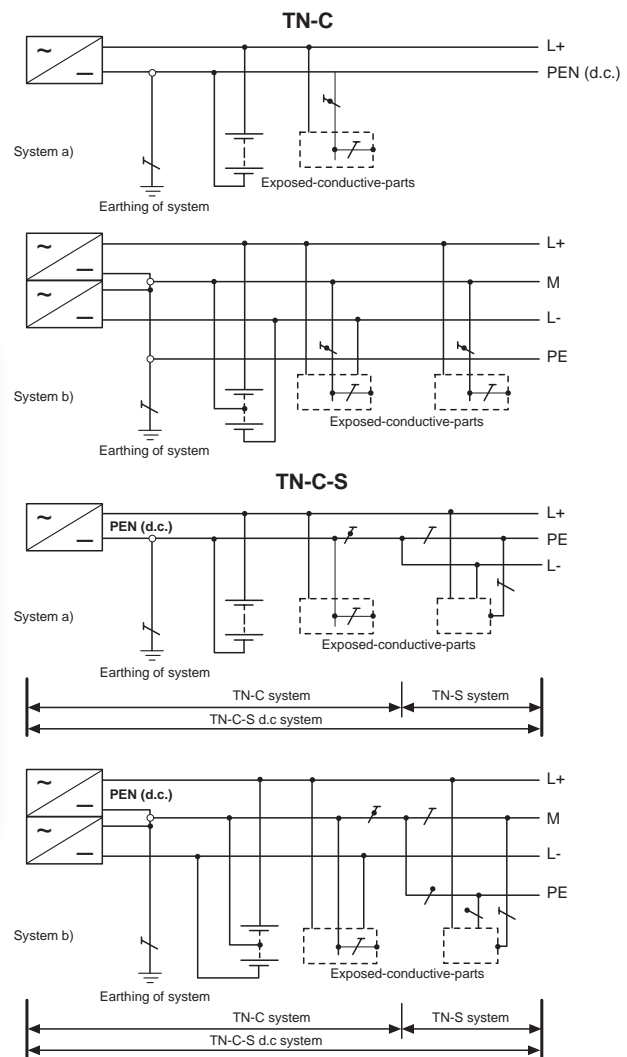 TN-C
L+
PEN (d.c.)
System a)
Exposed-conductive-parts
Earthing of system
L+
M
L-
PE
System b)
Exposed-conductive-parts
Earthing of system
TN-C-S
L+
PEN (d.c.)
PE
L-
System a)
Exposed-conductive-parts
Earthing of system
TN-C system
TN-S system
TN-C-S d.c system
L+
PEN (d.c.)
M
L-
PE
System b)
Exposed-conductive-parts
Earthing of system
TN-C system
TN-S system
TN-C-S d.c system